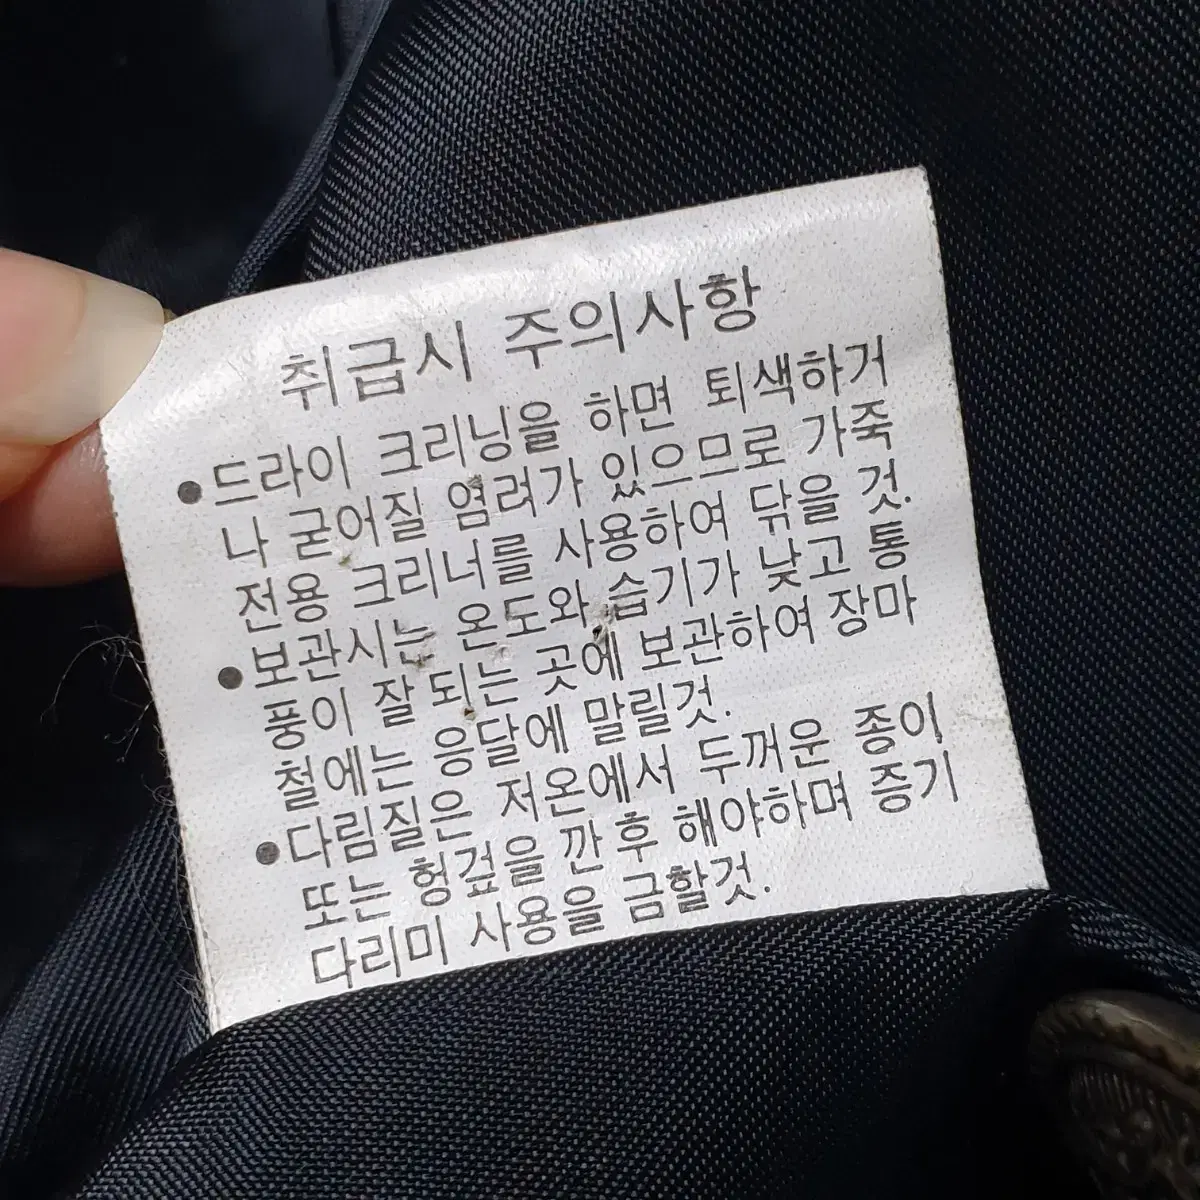 취급시 주의사항
●드라이 크리닝을 하면 퇴색하거
나 굳어질 염려가 있으므로 가죽
전용 크리너를 사용하여 닦을 것.
●보관시는 온도와 습기가 낮고 통
풍이 잘 되는 곳에 보관하여 장마
철에는 응달에 말릴것.
●다림질은 저온에서 두꺼운 종이
또는 헝겊을 깐 후 해야하며 증기
다리미 사용을 금할것.